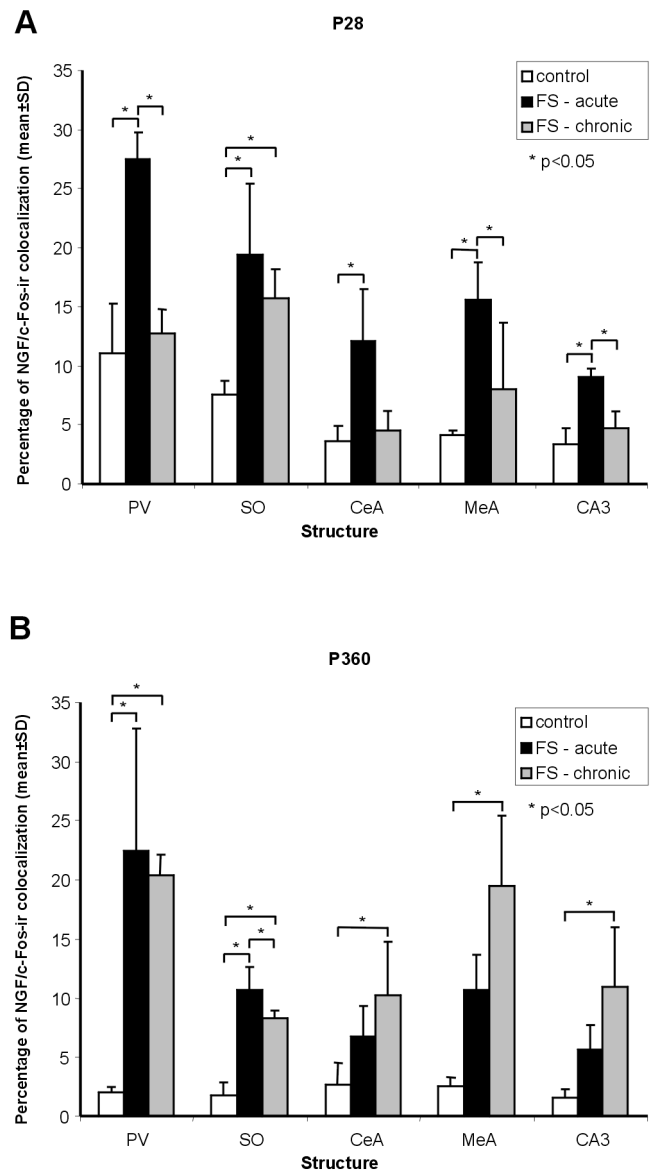 A
P28
Percentage of NGF/c-Fos-ir colocalization (mean±SD)
35
30
25
20
15
10
5
0
control
FS - acute
FS - chronic
* p<0.05
* *
* *
*
* *
* *
PV SO CeA MeA CA3
Structure
B
P360
Percentage of NGF/c-Fos-ir colocalization (mean±SD)
35
30
25
20
15
10
5
0
control
FS - acute
FS - chronic
* p<0.05
*
*
*
* *
*
*
*
PV SO CeA MeA CA3
Structure